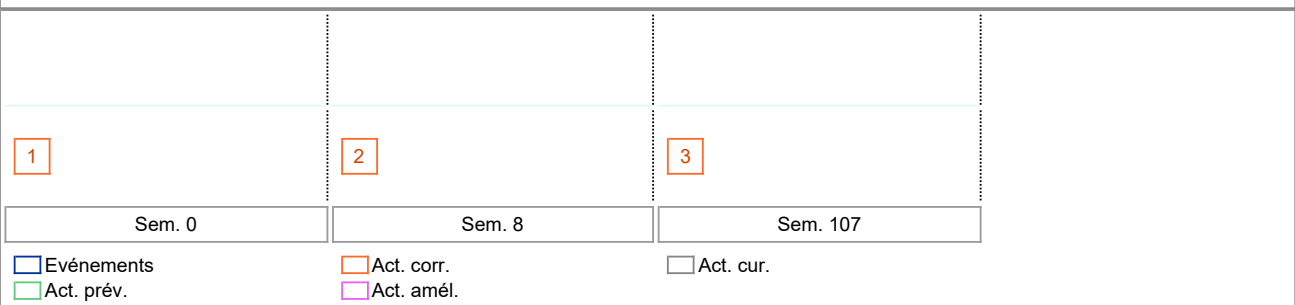 1 2 3
Sem. 0 Sem. 8 Sem. 107
Evénements Act. corr. Act. cur.
Act. prév. Act. amél.